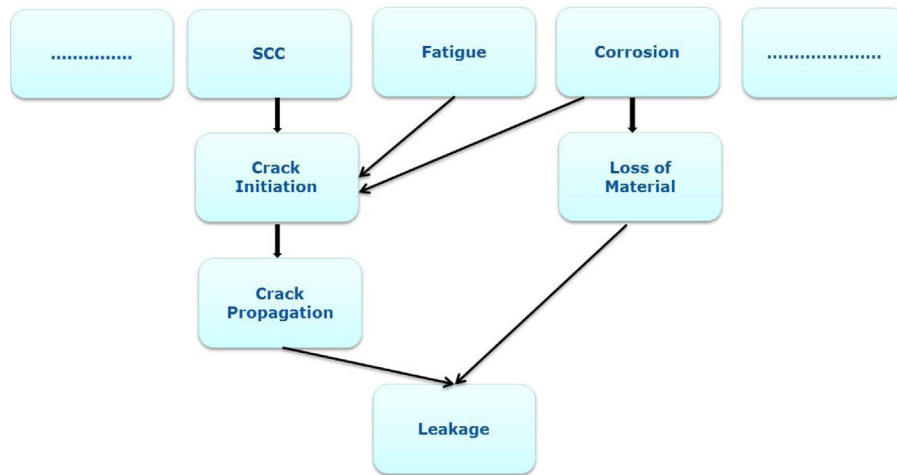 ...............
SCC
Fatigue
Corrosion
.....................
Crack
Initiation
Loss of
Material
Crack
Propagation
Leakage